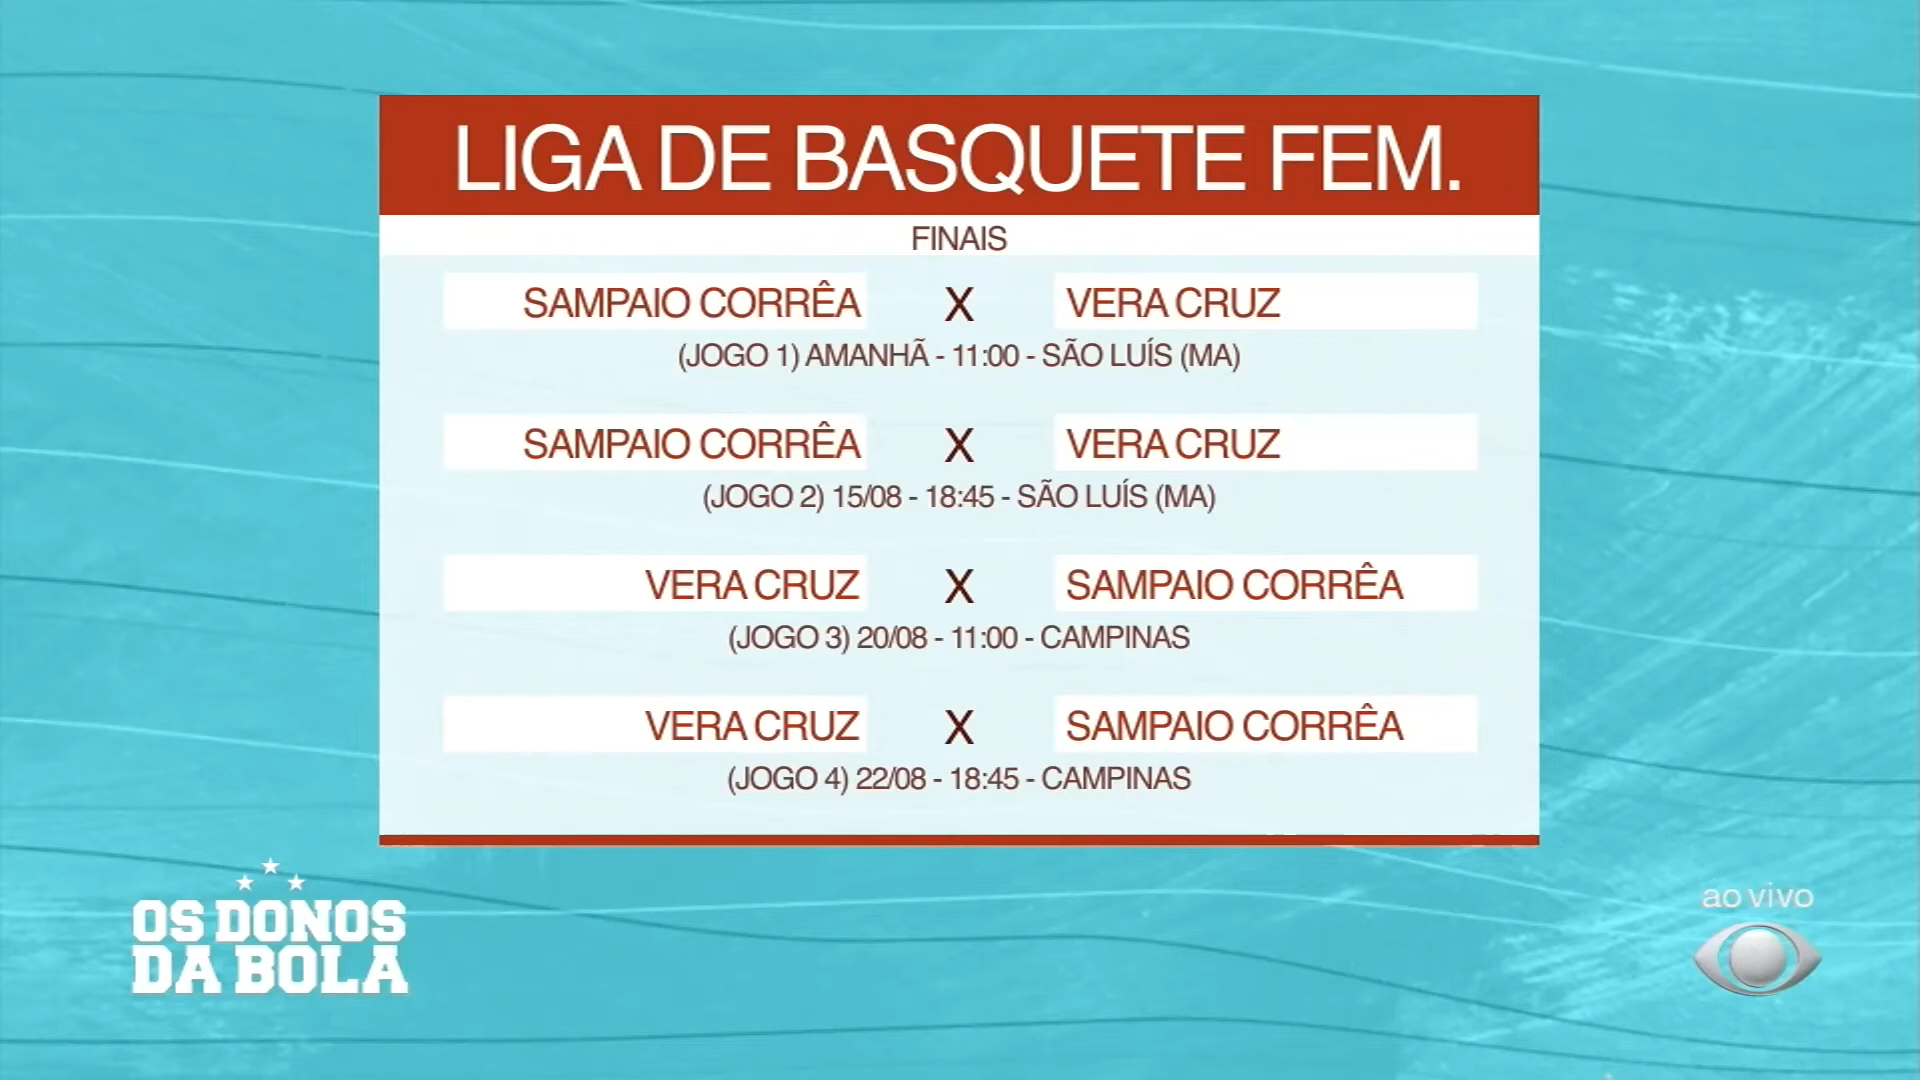 LIGA DE BASQUETE FEM.
FINAIS
SAMPAIO CORRÊA X VERA CRUZ
(JOGO 1) AMANHÃ - 11:00 - SÃO LUÍS (MA)
SAMPAIO CORRÊA X VERA CRUZ
(JOGO 2) 15/08 - 18:45 - SÃO LUÍS (MA)
VERA CRUZ X SAMPAIO CORRÊA
(JOGO 3) 20/08 - 11:00 - CAMPINAS
VERA CRUZ X SAMPAIO CORRÊA
(JOGO 4) 22/08 - 18:45 - CAMPINAS
OS DONOS
DA BOLA
ao vivo